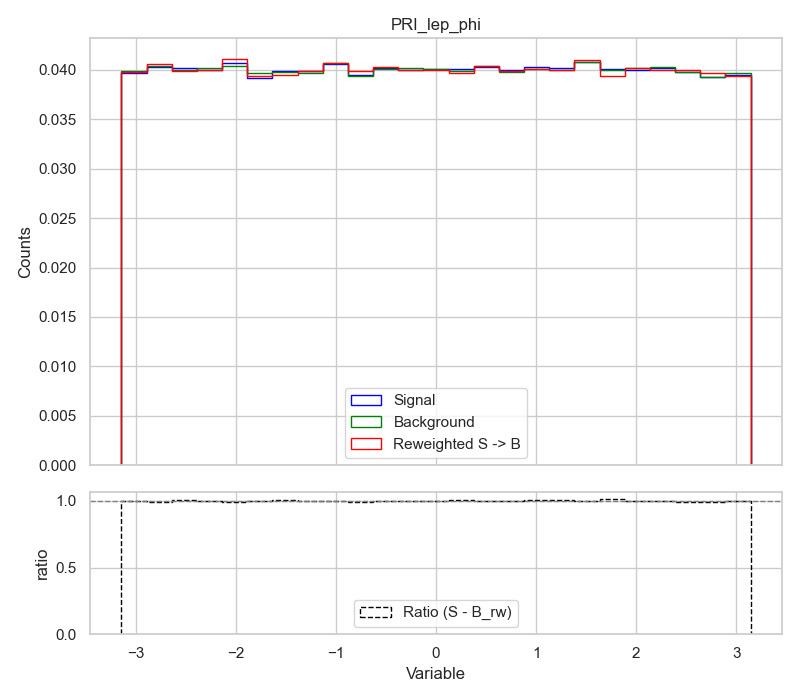 PRI_lep_phi
0.040
0.035
0.030
0.025
0.020
0.015
0.010
0.005
0.000
Counts
Signal
Background
Reweighted S -> B
1.0
0.5
0.0
ratio
Ratio (S - B_rw)
−3 −2 −1 0 1 2 3
Variable